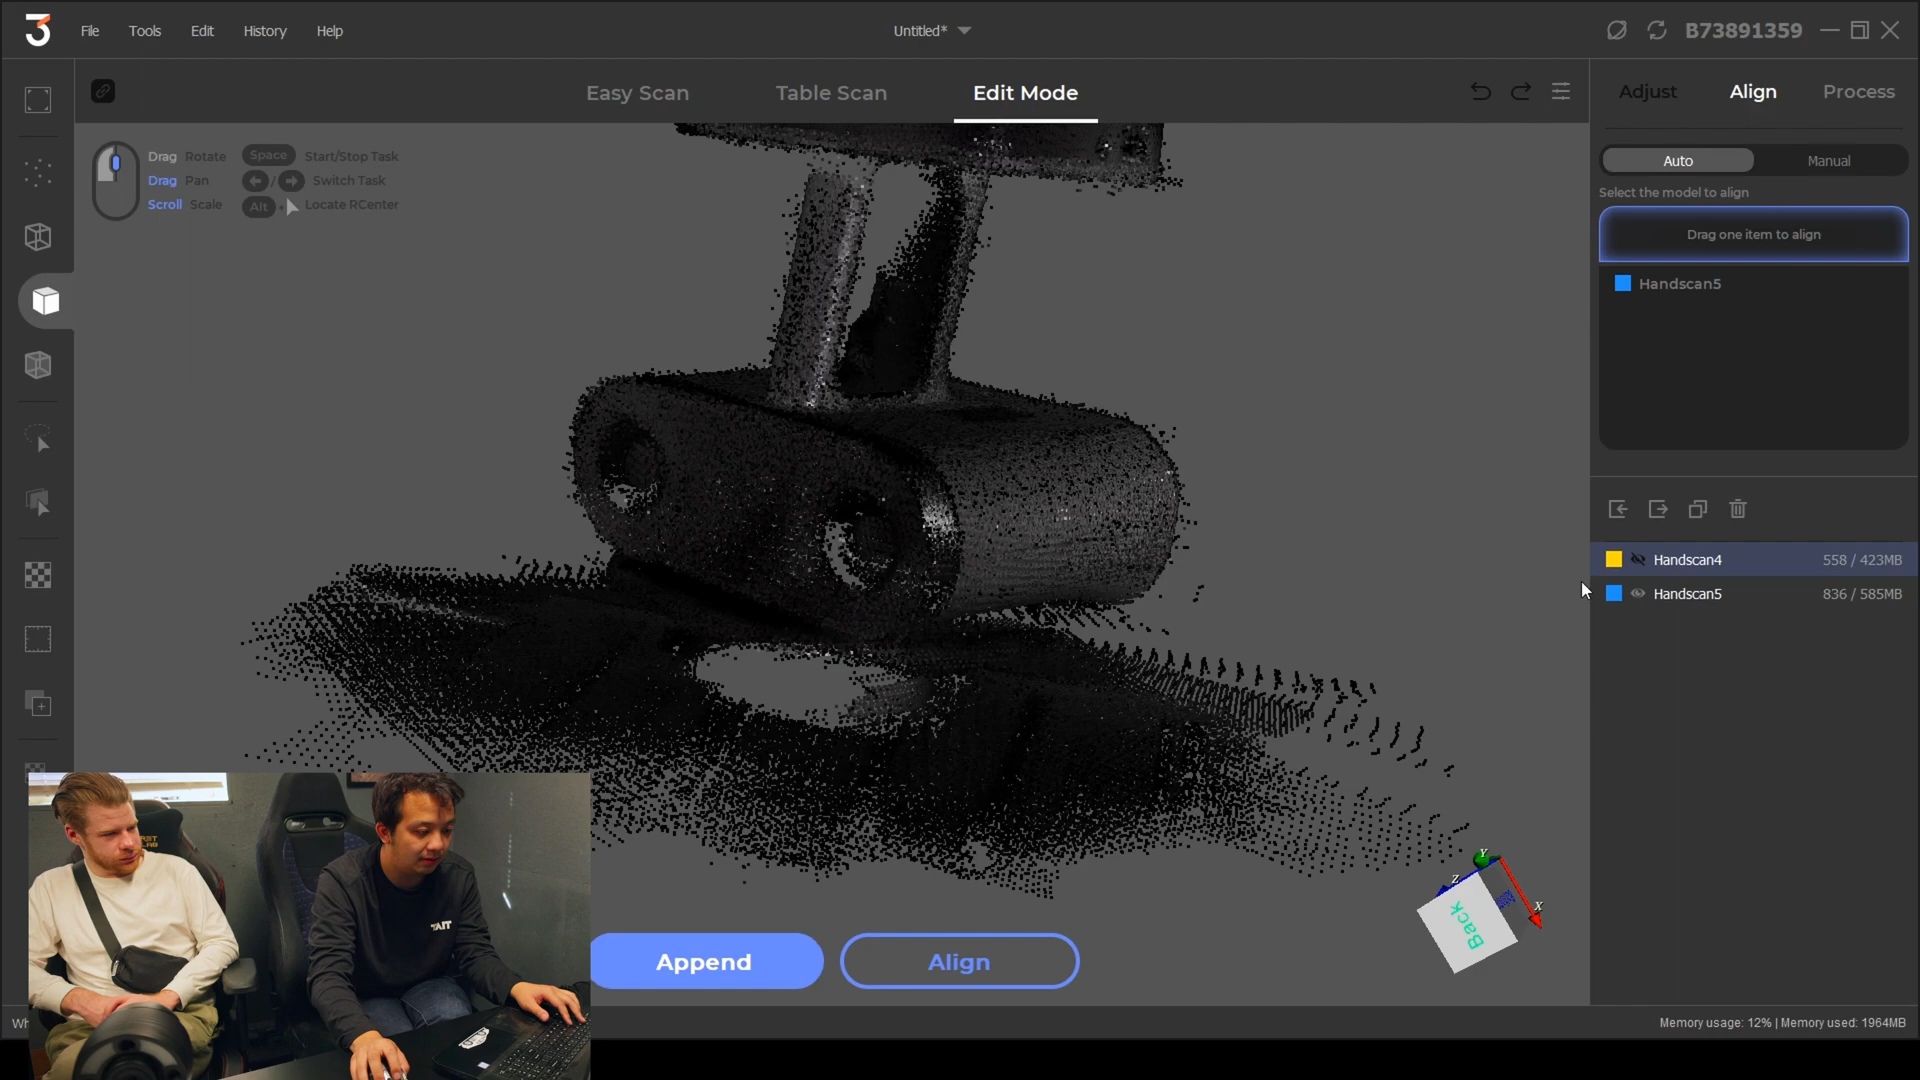 File Tools Edit History Help
Untitled*
B73891359
Easy Scan Table Scan Edit Mode
Adjust Align Process
Drag Rotate Space Start/Stop Task
Drag Pan / Switch Task
Scroll Scale Alt + Locate RCenter
Auto Manual
Select the model to align
Drag one item to align
Handscan5
Handscan4 558 / 423MB
Handscan5 836 / 585MB
Y
Z
X
Back
TAIT
Append Align
Memory usage: 12% | Memory used: 1964MB